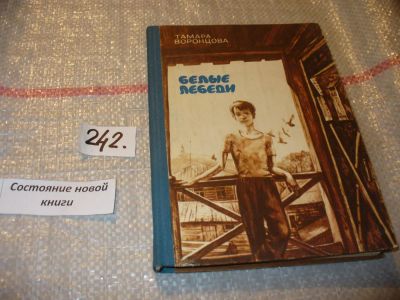 ТАМАРА
ВОРОНЦОВА
БЕЛЫЕ
ЛЕБЕДИ
242.
Состояние новой
книги